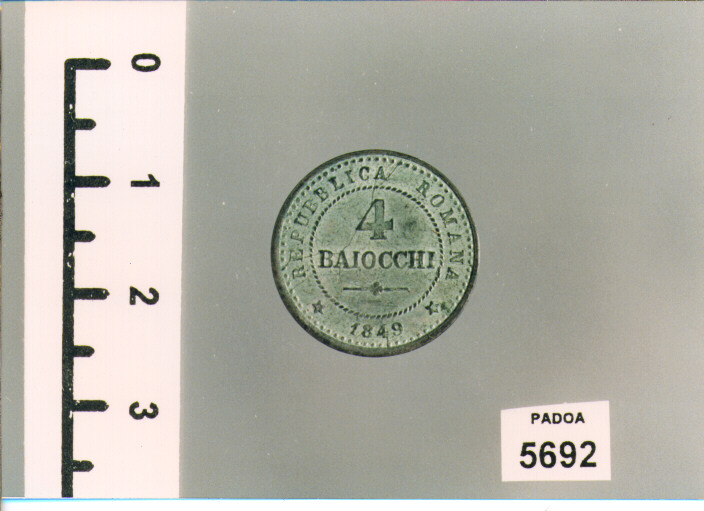 0
1
2
3
REPUBBLICA ROMANA
4
BAIOCCHI
1849
PADOA
5692